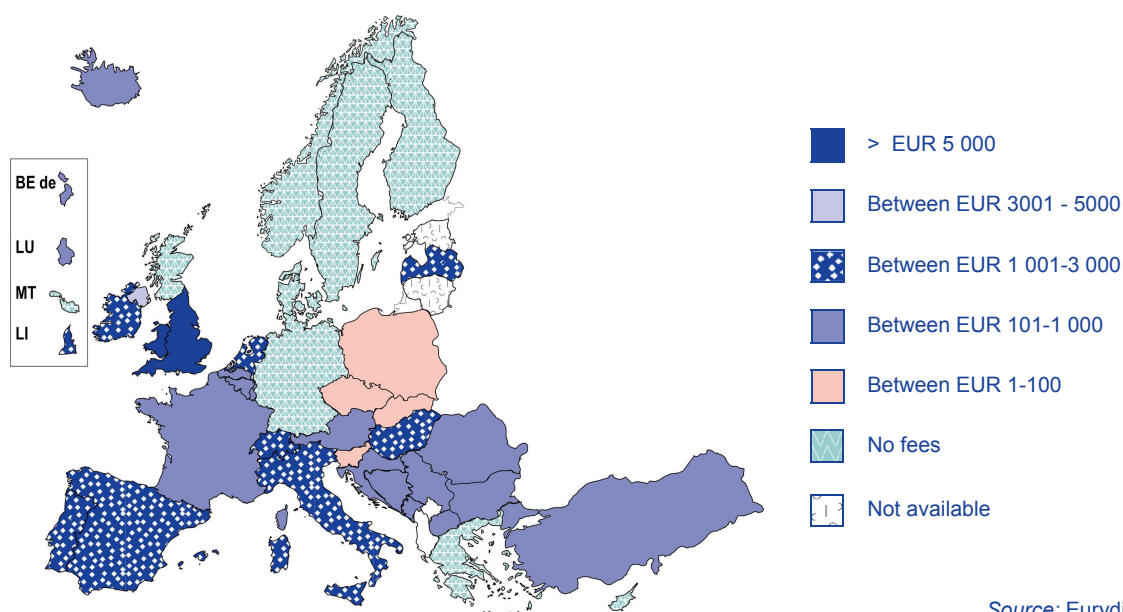 BE de
LU
MT
LI
> EUR 5 000
Between EUR 3001 - 5000
Between EUR 1 001-3 000
Between EUR 101-1 000
Between EUR 1-100
No fees
Not available
Source: